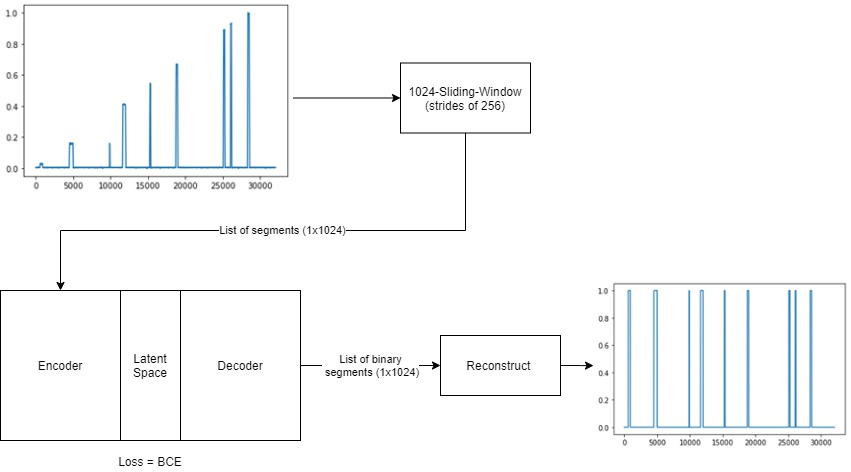 1.0
0.8
0.6
0.4
0.2
0.0
0 5000 10000 15000 20000 25000 30000
1024-Sliding-Window
(strides of 256)
List of segments (1x1024)
Encoder
Latent
Space
Decoder
Loss = BCE
List of binary
segments (1x1024)
Reconstruct
1.0
0.8
0.6
0.4
0.2
0.0
0 5000 10000 15000 20000 25000 30000